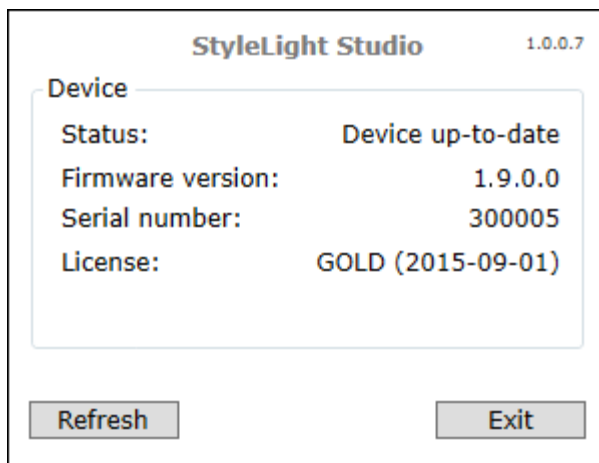 StyleLight Studio 1.0.0.7
Device
Status: Device up-to-date
Firmware version: 1.9.0.0
Serial number: 300005
License: GOLD (2015-09-01)
Refresh Exit